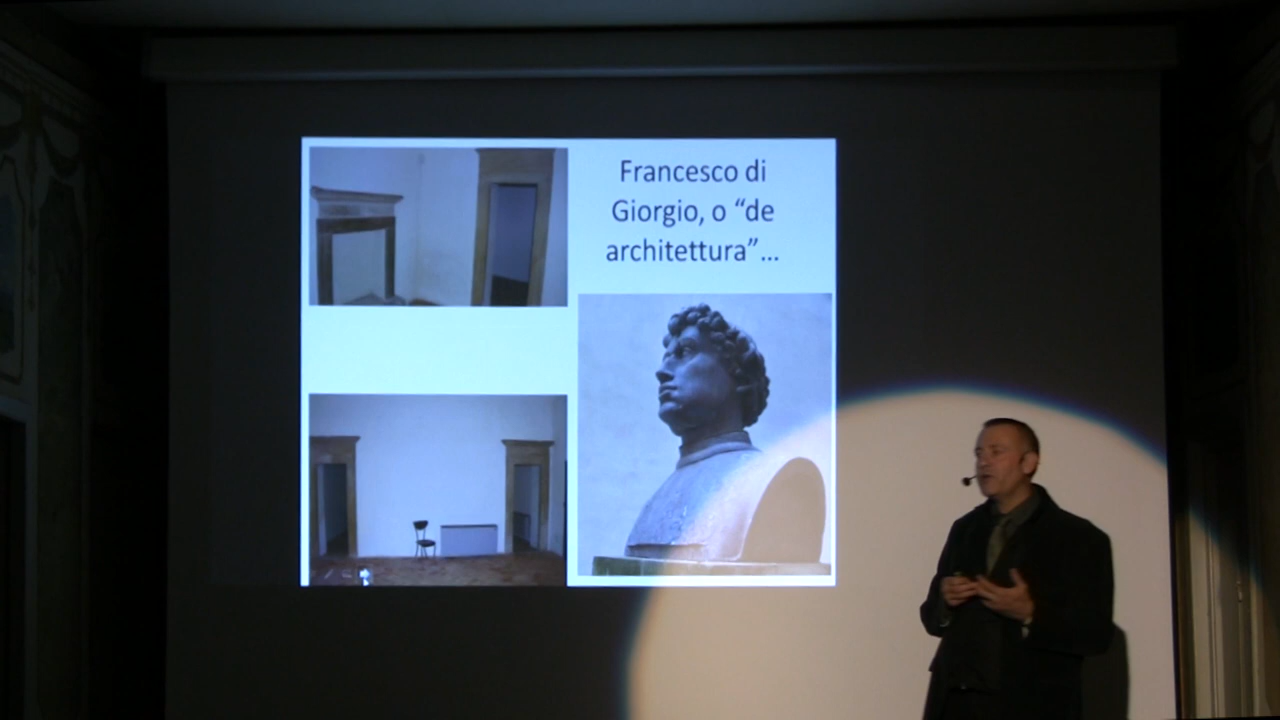 Francesco di
Giorgio, o “de
architettura”...